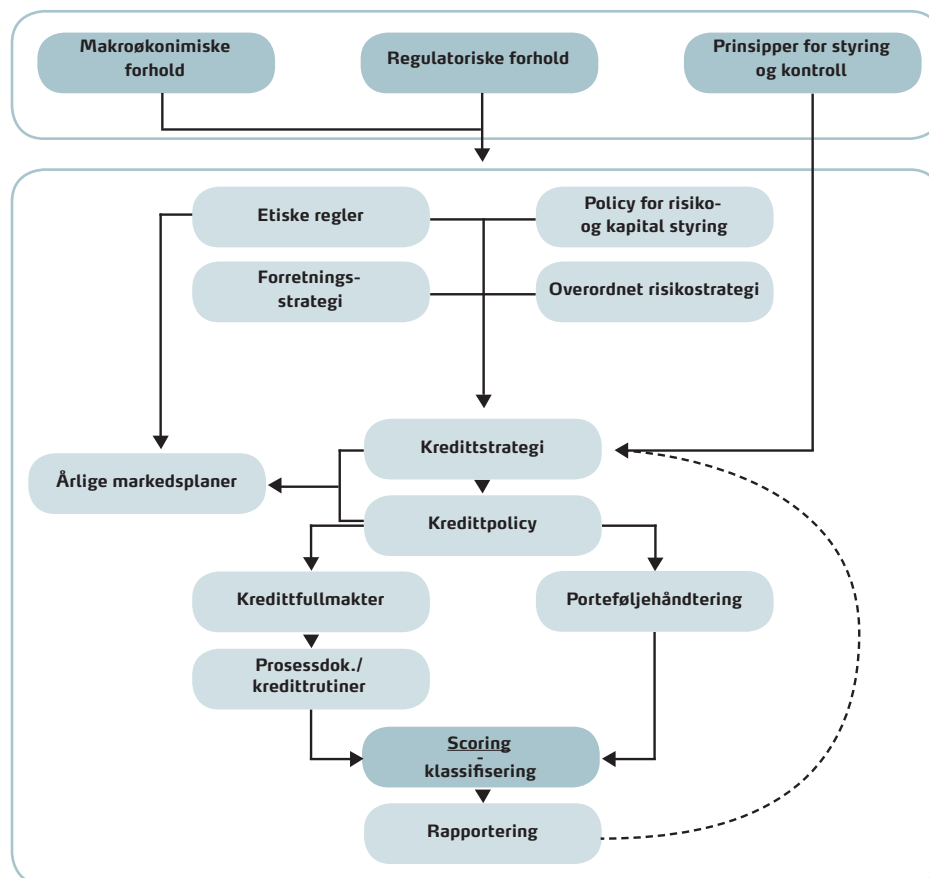 Makroøkonimiske
forhold
Regulatoriske forhold
Prinsipper for styring
og kontroll
Etiske regler
Policy for risiko-
og kapital styring
Forretnings-
strategi
Overordnet risikostrategi
Kredittstrategi
Årlige markedsplaner
Kredittpolicy
Kredittfullmakter
Porteføljehåndtering
Prosessdok./
kredittrutiner
Scoring
-
klassifisering
Rapportering